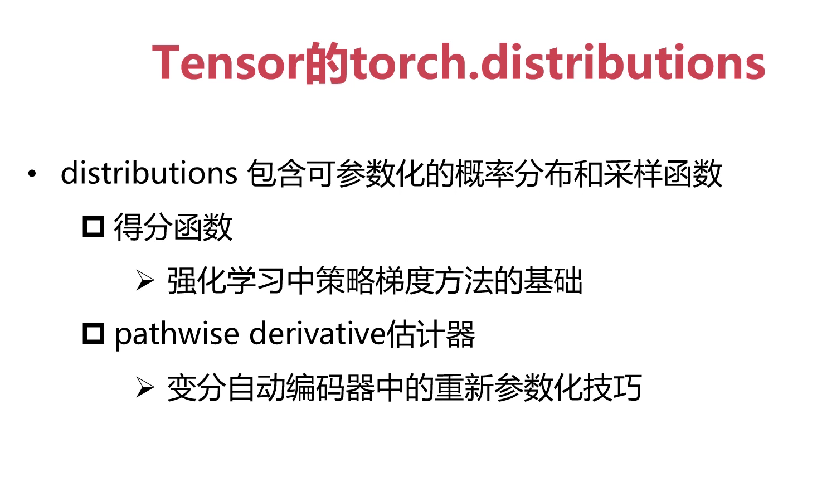 Tensor的torch.distributions
• distributions 包含可参数化的概率分布和采样函数
得分函数
➢ 强化学习中策略梯度方法的基础
pathwise derivative估计器
➢ 变分自动编码器中的重新参数化技巧